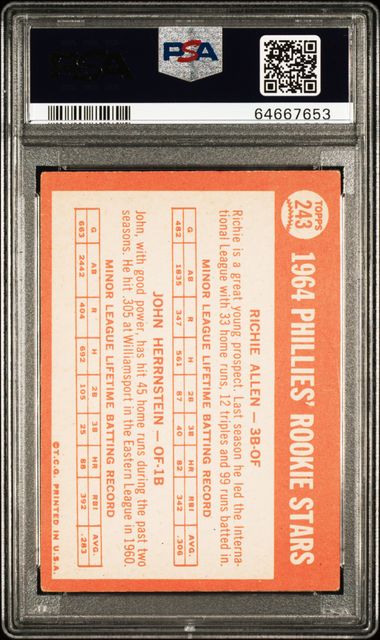 PSA
PSA
64667653
TOPPS
243
1964 PHILLIES' ROOKIE STARS
RICHIE ALLEN — 3B-OF
Richie is a great young prospect. Last season he led the Interna-
tional League with 33 home runs, 12 triples and 99 runs batted in.
MINOR LEAGUE LIFETIME BATTING RECORD
G AB R H 2B 3B HR RBI AVG.
482 1835 347 561 87 40 82 342 .306
JOHN HERRNSTEIN — OF-1B
John, with good power, has hit 45 home runs during the past two
seasons. He hit .305 at Williamsport in the Eastern League in 1960
MINOR LEAGUE LIFETIME BATTING RECORD
G AB R H 2B 3B HR RBI AVG.
663 2442 404 692 105 25 88 392 .283
© T.C.G. PRINTED IN U.S.A.